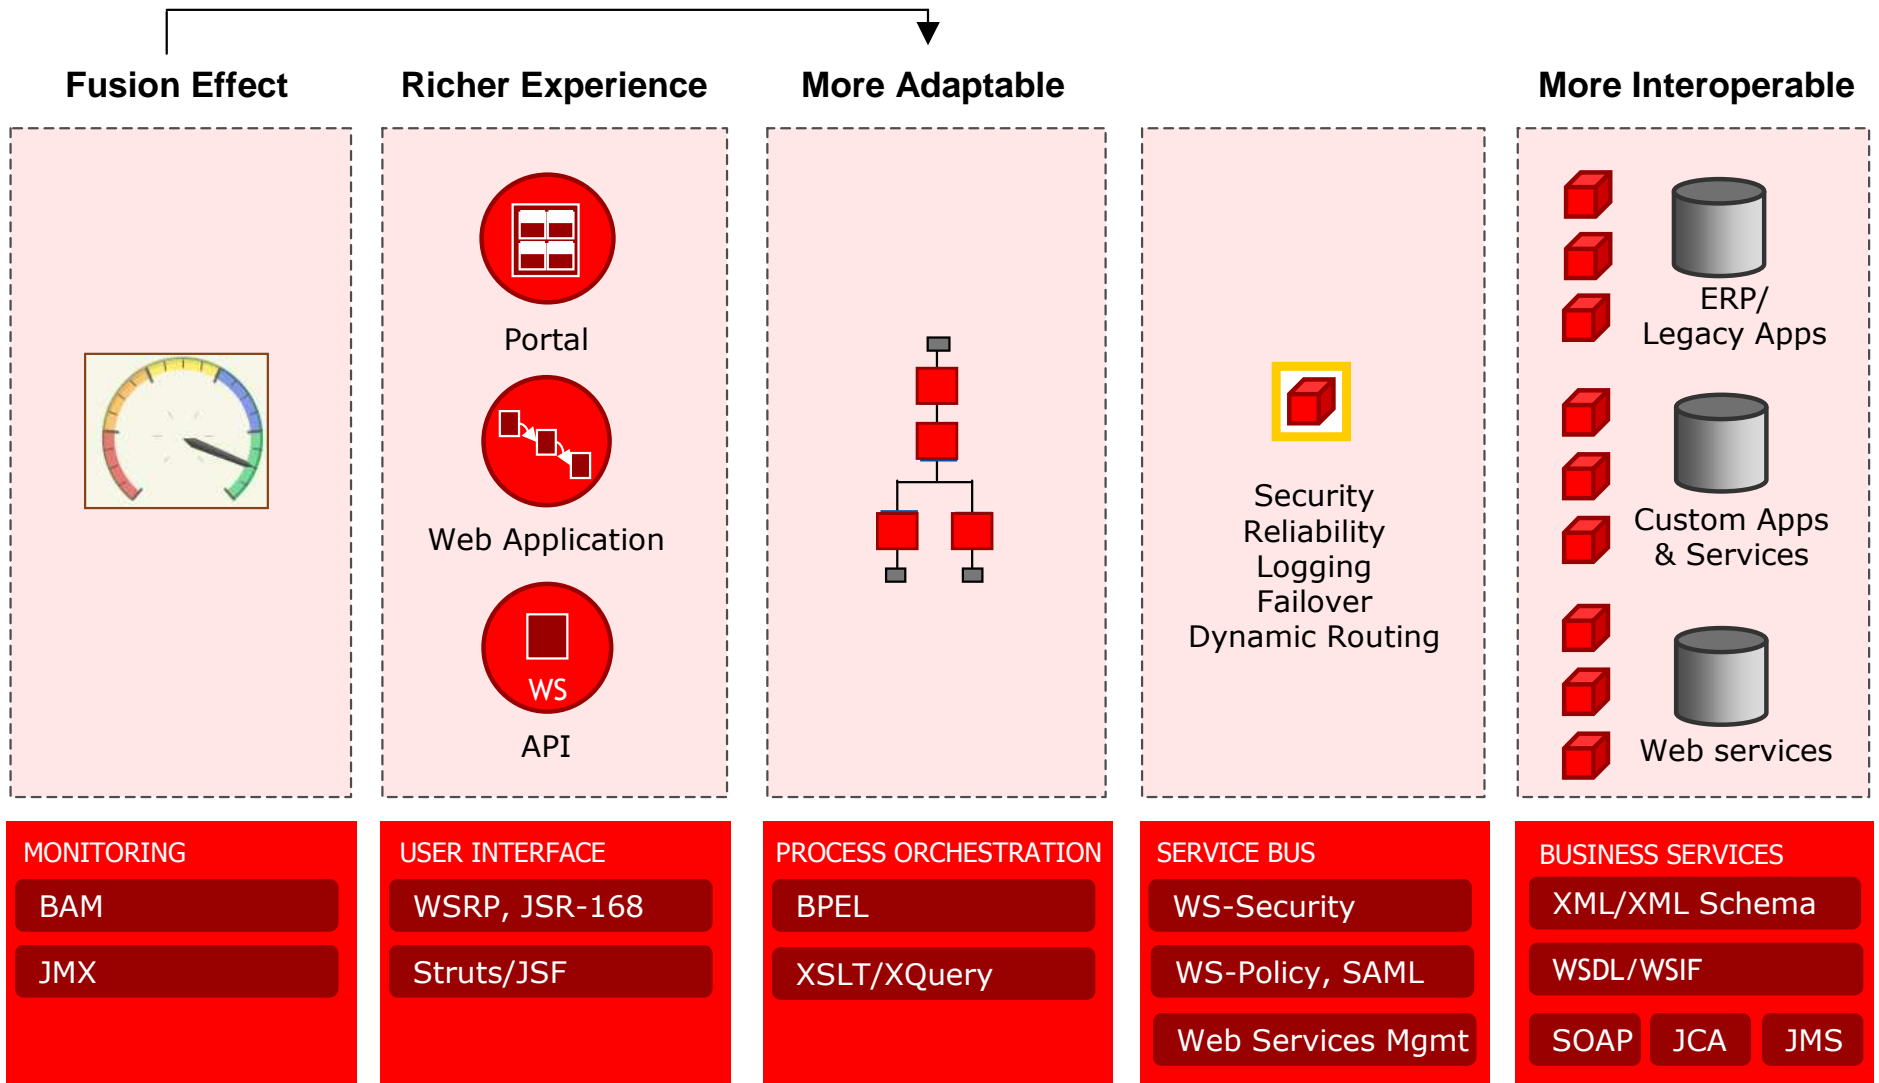 Fusion Effect
Richer Experience
More Adaptable
More Interoperable
Portal
Web Application
WS
API
Security
Reliability
Logging
Failover
Dynamic Routing
ERP/
Legacy Apps
Custom Apps
& Services
Web services
MONITORING
BAM
JMX
USER INTERFACE
WSRP, JSR-168
Struts/JSF
PROCESS ORCHESTRATION
BPEL
XSLT/XQuery
SERVICE BUS
WS-Security
WS-Policy, SAML
Web Services Mgmt
BUSINESS SERVICES
XML/XML Schema
WSDL/WSIF
SOAP
JCA
JMS